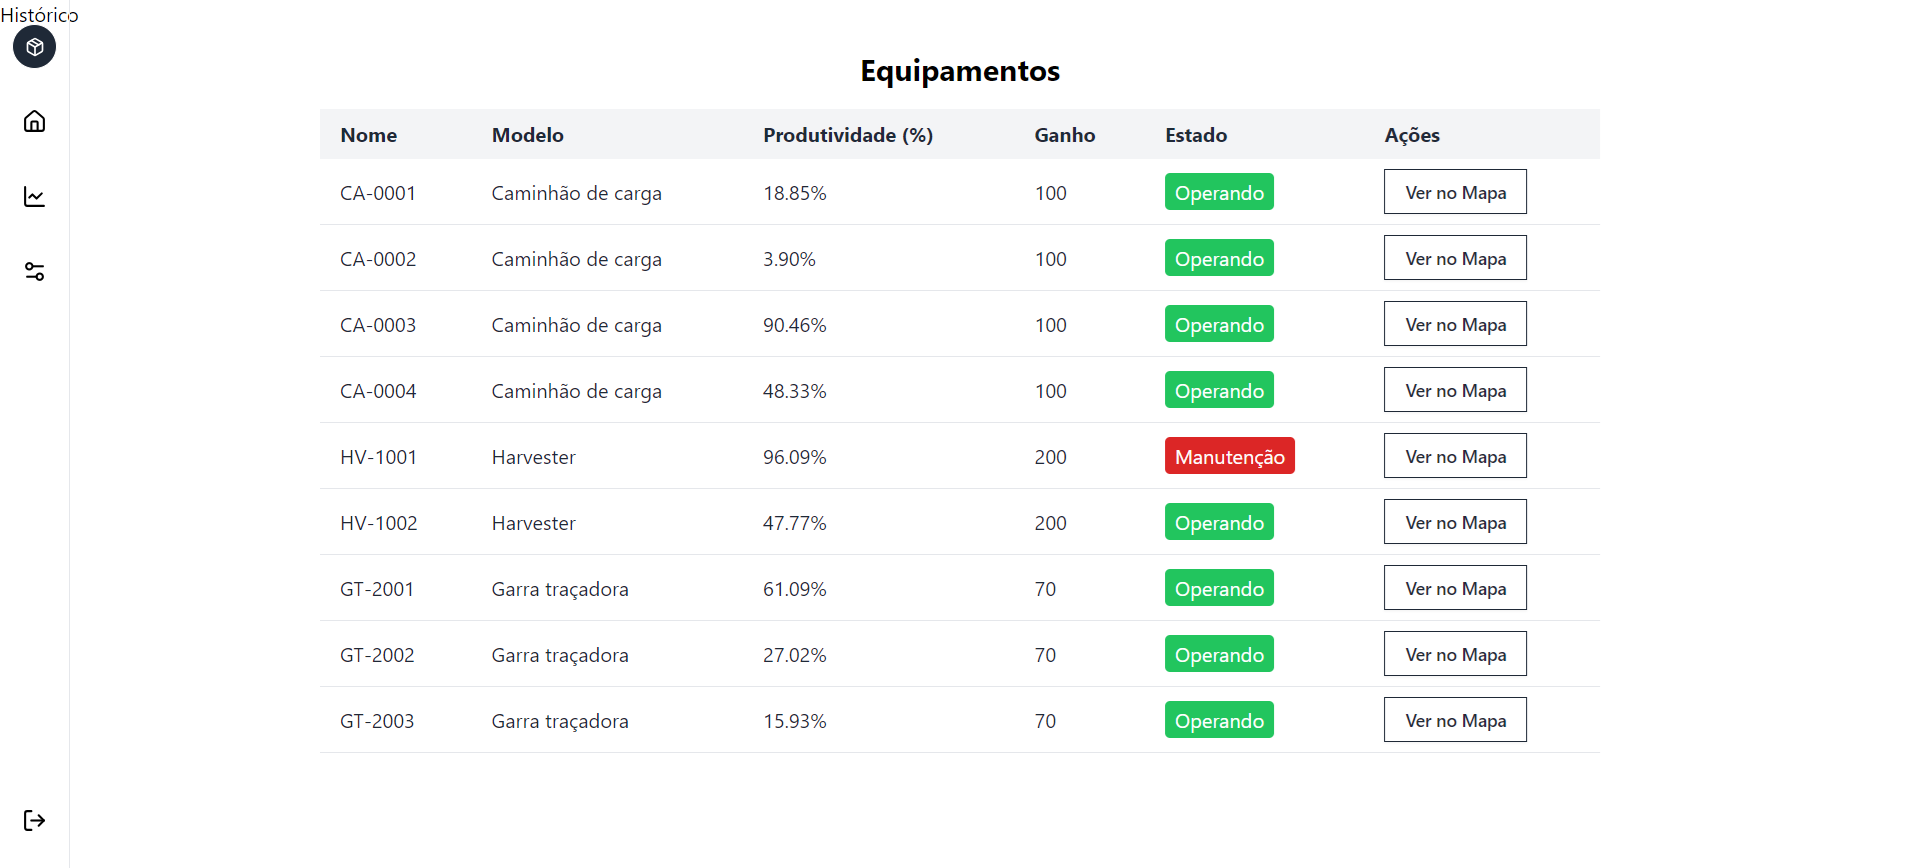 Histórico
Equipamentos
Nome Modelo Produtividade (%) Ganho Estado Ações
CA-0001 Caminhão de carga 18.85% 100 Operando Ver no Mapa
CA-0002 Caminhão de carga 3.90% 100 Operando Ver no Mapa
CA-0003 Caminhão de carga 90.46% 100 Operando Ver no Mapa
CA-0004 Caminhão de carga 48.33% 100 Operando Ver no Mapa
HV-1001 Harvester 96.09% 200 Manutenção Ver no Mapa
HV-1002 Harvester 47.77% 200 Operando Ver no Mapa
GT-2001 Garra traçadora 61.09% 70 Operando Ver no Mapa
GT-2002 Garra traçadora 27.02% 70 Operando Ver no Mapa
GT-2003 Garra traçadora 15.93% 70 Operando Ver no Mapa